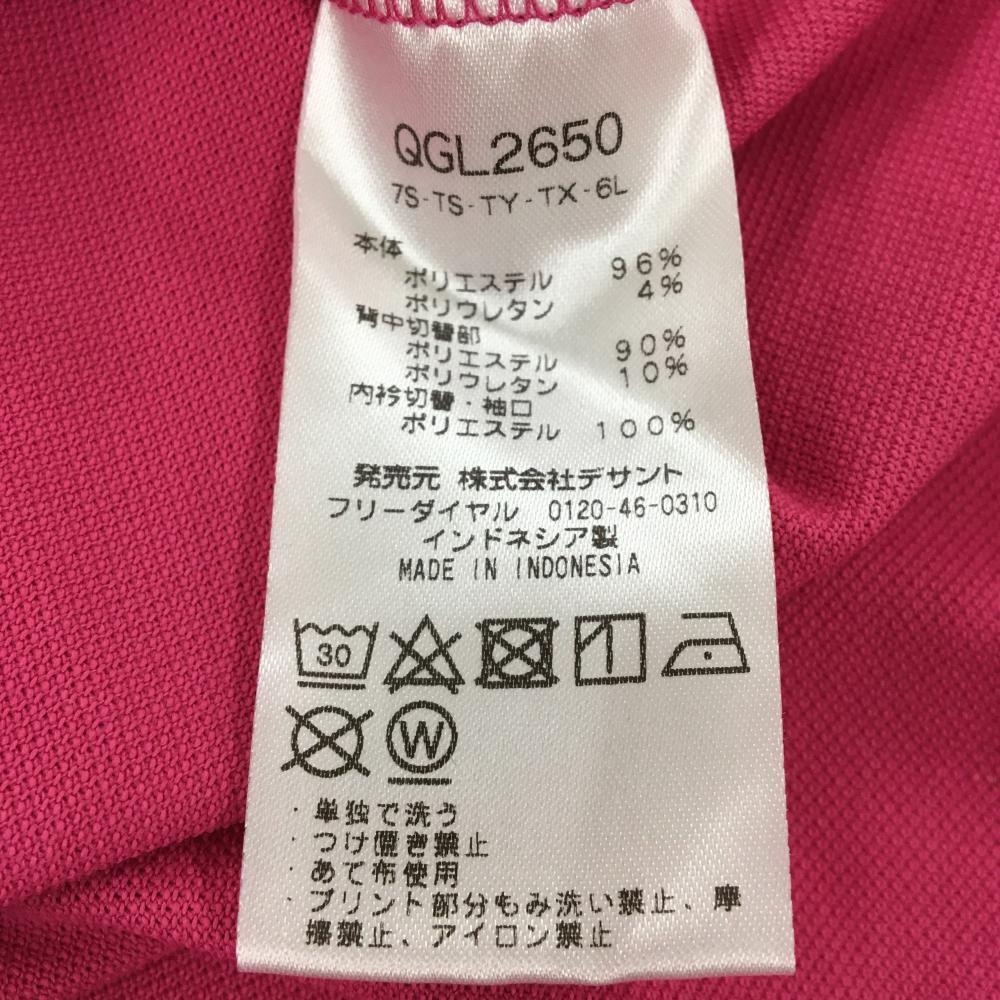 QGL2650
7S-TS-TY-TX-6L
本体
ポリエステル 96%
ポリウレタン 4%
背中切替部
ポリエステル 90%
ポリウレタン 10%
内衿切替・袖口
ポリエステル 100%
発売元 株式会社デサント
フリーダイヤル 0120-46-0310
インドネシア製
MADE IN INDONESIA
30
W
・単独で洗う
・つけ置き禁止
・あて布使用
・プリント部分もみ洗い禁止、摩
擦禁止、アイロン禁止